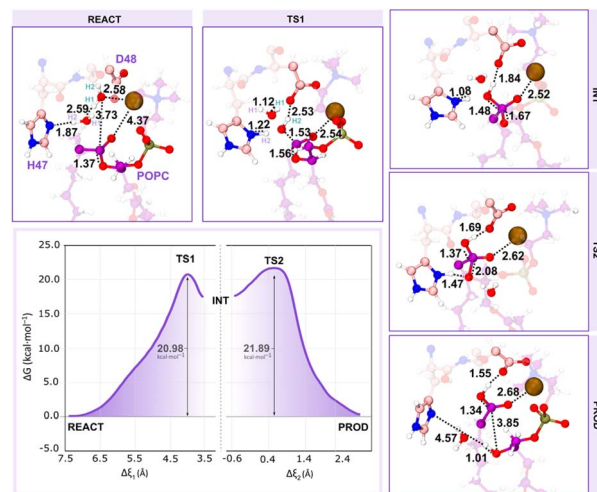 REACT
D48
H2
2.58
H1
2.59
3.73
H2
1.87
4.37
1.37
H47
POPC
TS1
H1
1.12
H1
2.53
1.22
H2
H2
1.53
2.54
1.56
INT
1.84
1.08
2.52
1.48
1.67
TS2
1.69
1.37
2.62
2.08
1.47
PROD
1.55
2.68
1.34
3.85
4.57
1.01
ΔG (kcal·mol⁻¹)
25.0
20.0
15.0
10.0
5.0
0.0
-5.0
TS1
TS2
INT
20.98
kcal·mol⁻¹
21.89
kcal·mol⁻¹
REACT
PROD
7.5 6.5 5.5 4.5 3.5 -0.6 0.4 1.4 2.4
Δξ₁ (Å)
Δξ₂ (Å)